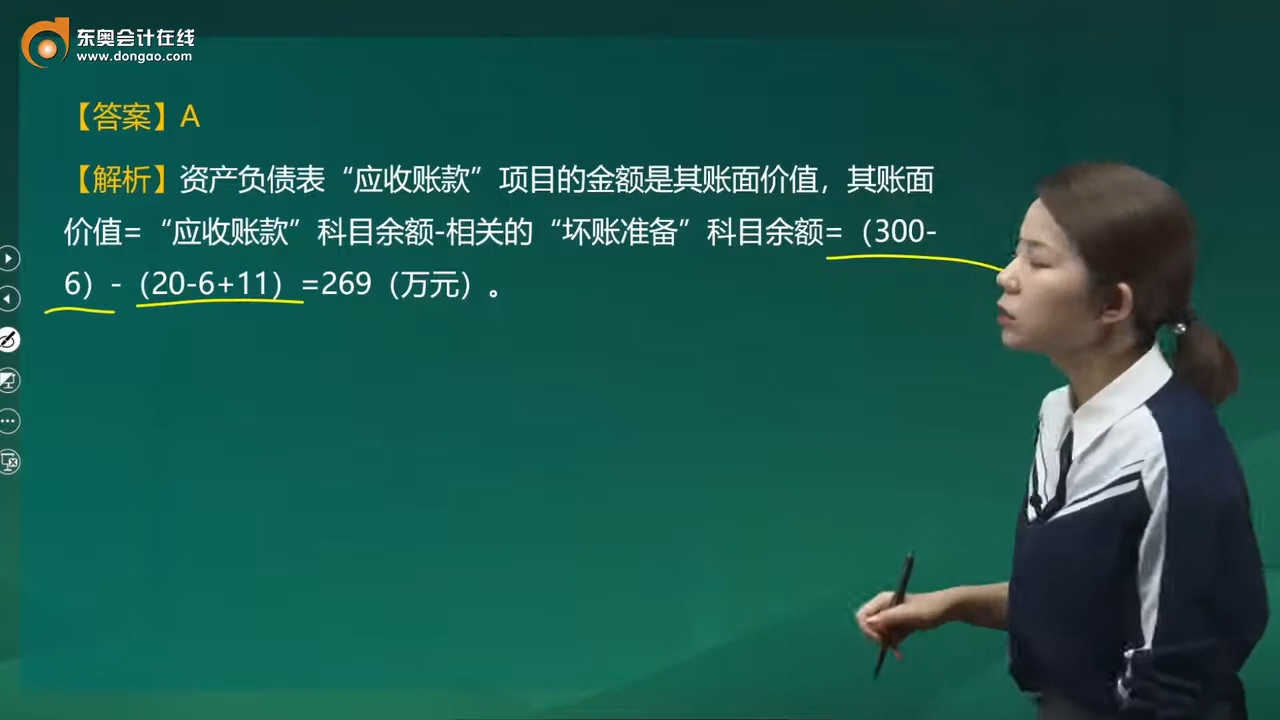 东奥会计在线
www.dongao.com
【答案】A
【解析】资产负债表“应收账款”项目的金额是其账面价值，其账面
价值=“应收账款”科目余额-相关的“坏账准备”科目余额=（300-
6）-（20-6+11）=269（万元）。